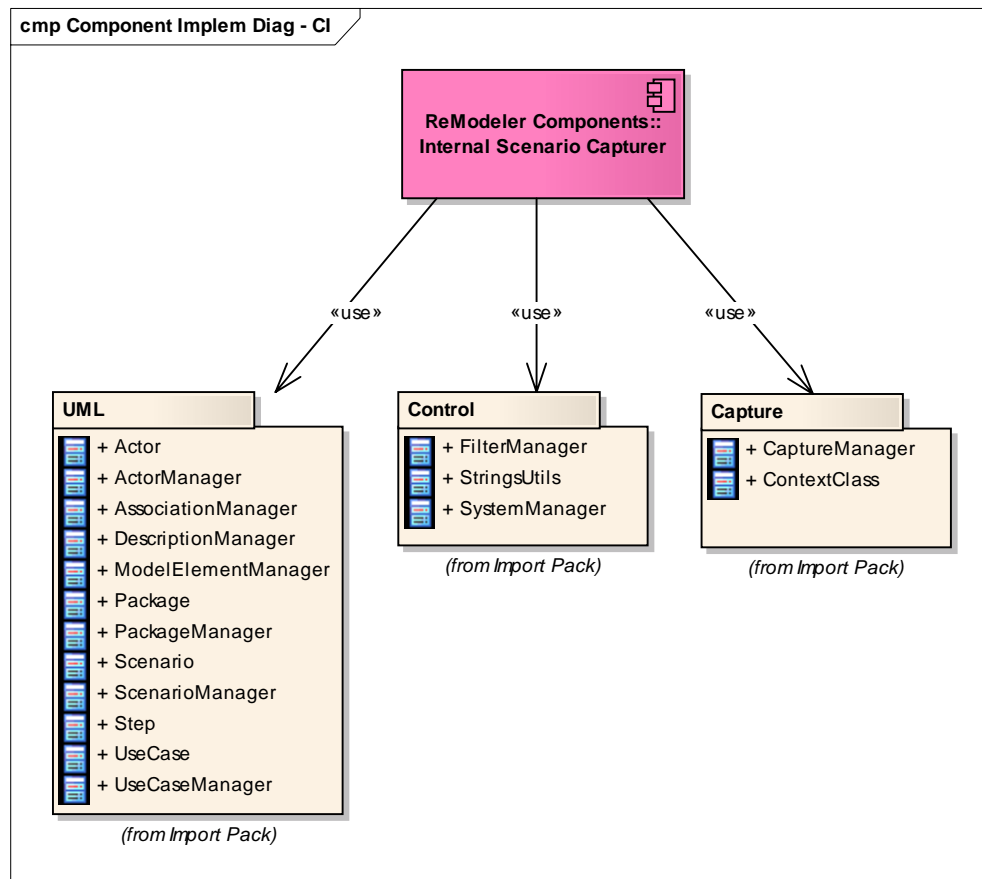 cmp Component Implem Diag - CI
ReModeler Components::
Internal Scenario Capturer
«use»
«use»
«use»
UML
+ Actor
+ ActorManager
+ AssociationManager
+ DescriptionManager
+ ModelElementManager
+ Package
+ PackageManager
+ Scenario
+ ScenarioManager
+ Step
+ UseCase
+ UseCaseManager
(from Import Pack)
Control
+ FilterManager
+ StringsUtils
+ SystemManager
(from Import Pack)
Capture
+ CaptureManager
+ ContextClass
(from Import Pack)